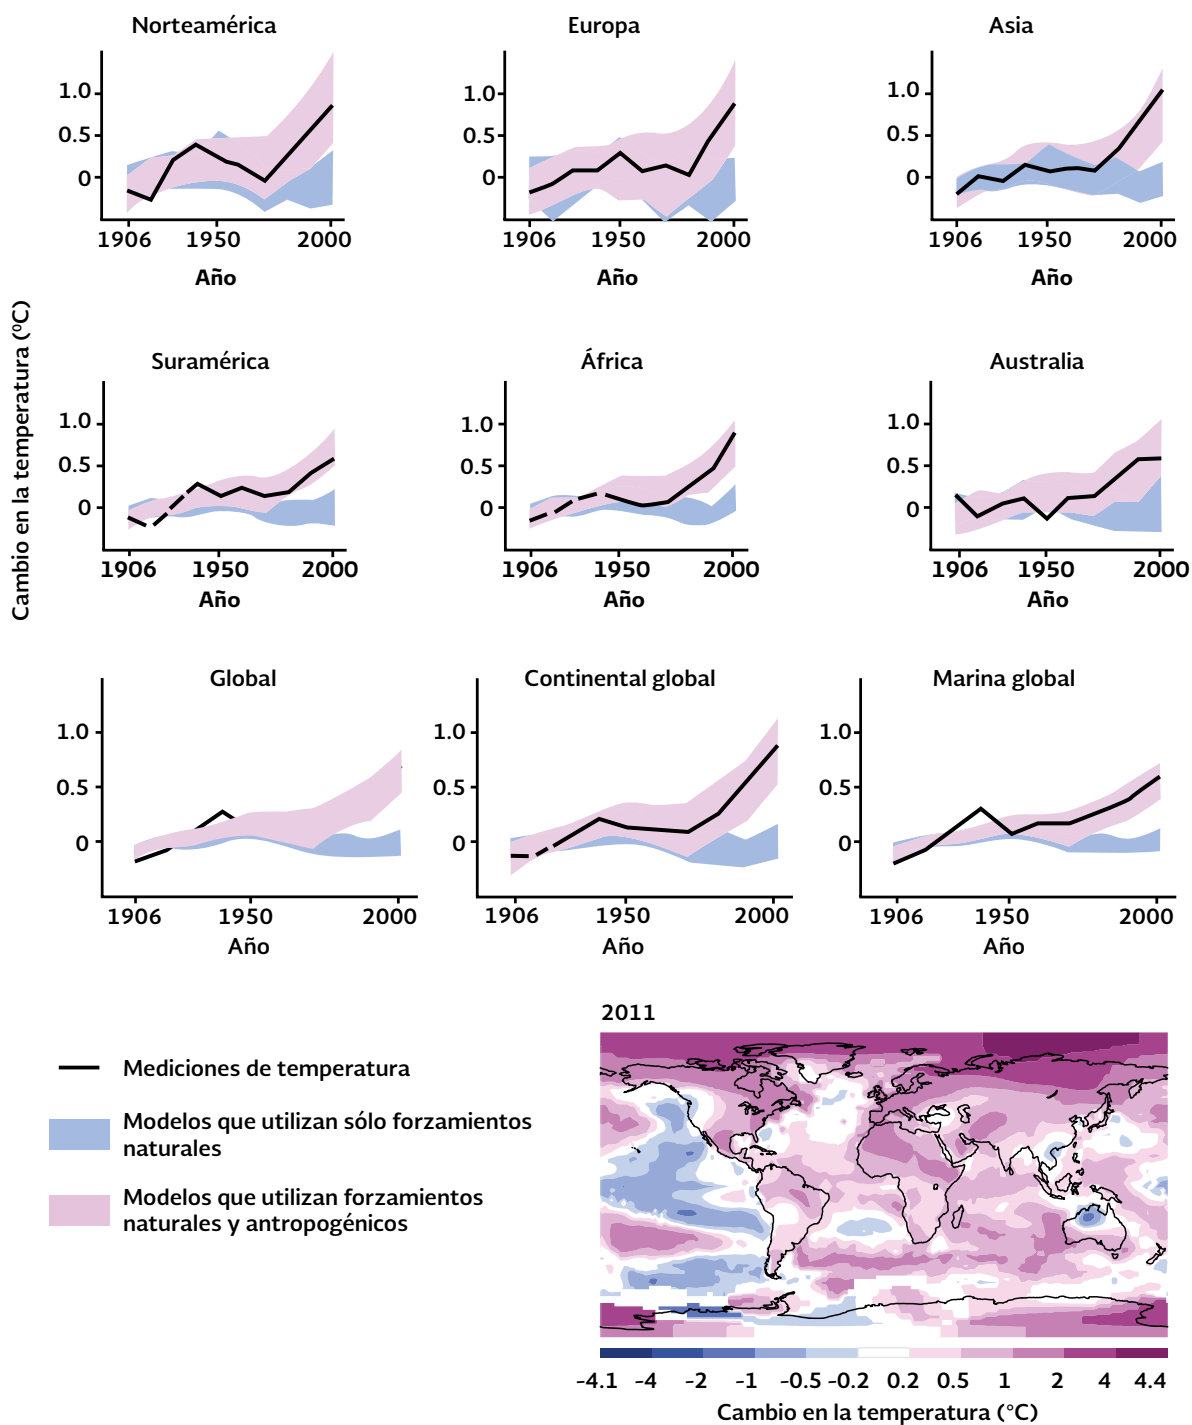 Norteamérica
1.0
0.5
0
1906 1950 2000
Año
Europa
1.0
0.5
0
1906 1950 2000
Año
Asia
1.0
0.5
0
1906 1950 2000
Año
Cambio en la temperatura (ºC)
Suramérica
1.0
0.5
0
1906 1950 2000
Año
África
1.0
0.5
0
1906 1950 2000
Año
Australia
1.0
0.5
0
1906 1950 2000
Año
Global
1.0
0.5
0
1906 1950 2000
Año
Continental global
1.0
0.5
0
1906 1950 2000
Año
Marina global
1.0
0.5
0
1906 1950 2000
Año
Mediciones de temperatura
Modelos que utilizan sólo forzamientos
naturales
Modelos que utilizan forzamientos
naturales y antropogénicos
2011
-4.1 -4 -2 -1 -0.5 -0.2 0.2 0.5 1 2 4 4.4
Cambio en la temperatura (°C)